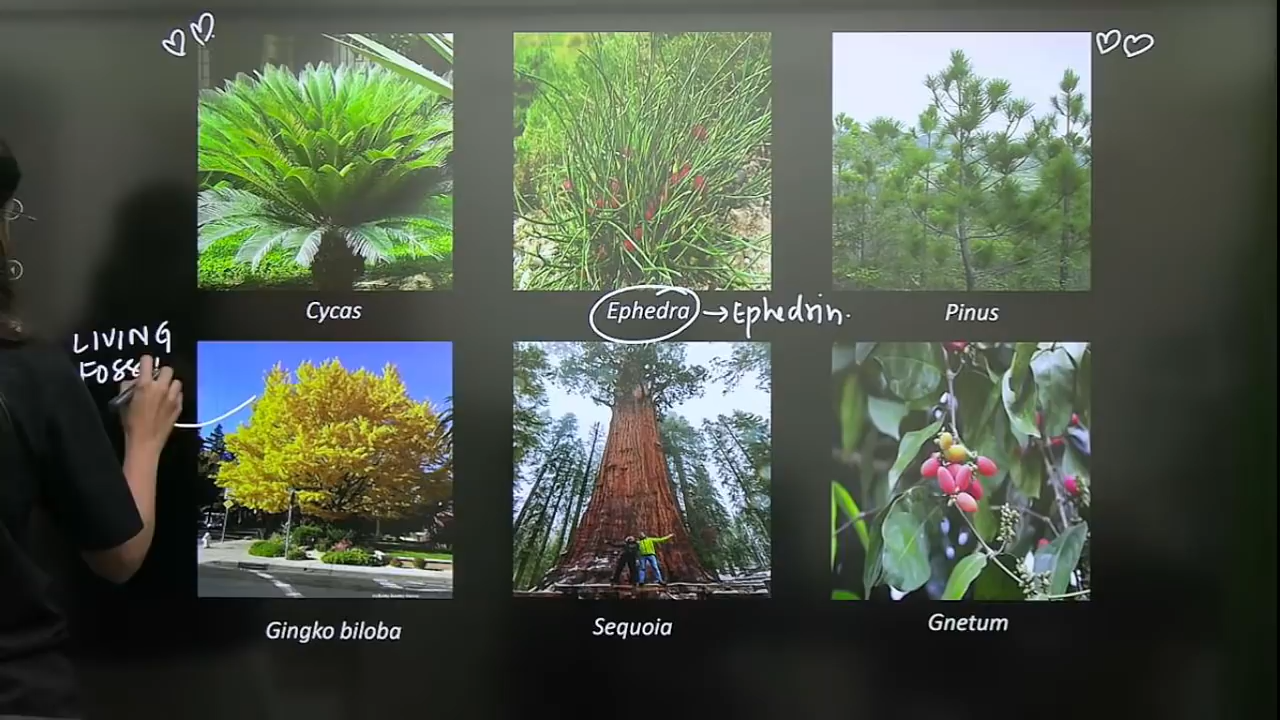 Cycas
Ephedra → Ephedrin.
Pinus
LIVING
Gingko biloba
Sequoia
Gnetum